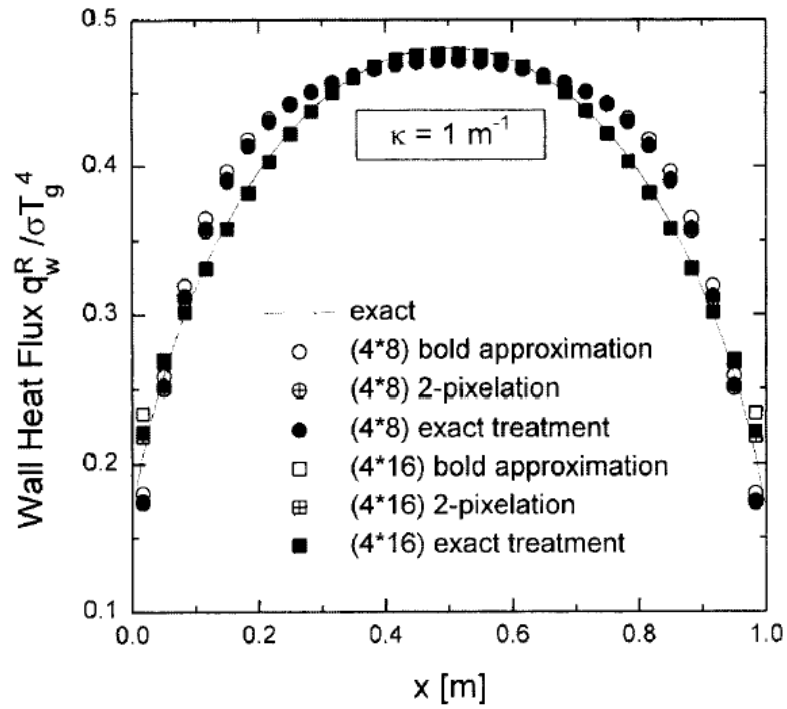 0.5
κ = 1 m⁻¹
0.4
Wall Heat Flux q_w^R /σT_g^4
0.3
exact
(4*8) bold approximation
(4*8) 2-pixelation
(4*8) exact treatment
0.2
(4*16) bold approximation
(4*16) 2-pixelation
(4*16) exact treatment
0.1
0.0 0.2 0.4 0.6 0.8 1.0
x [m]